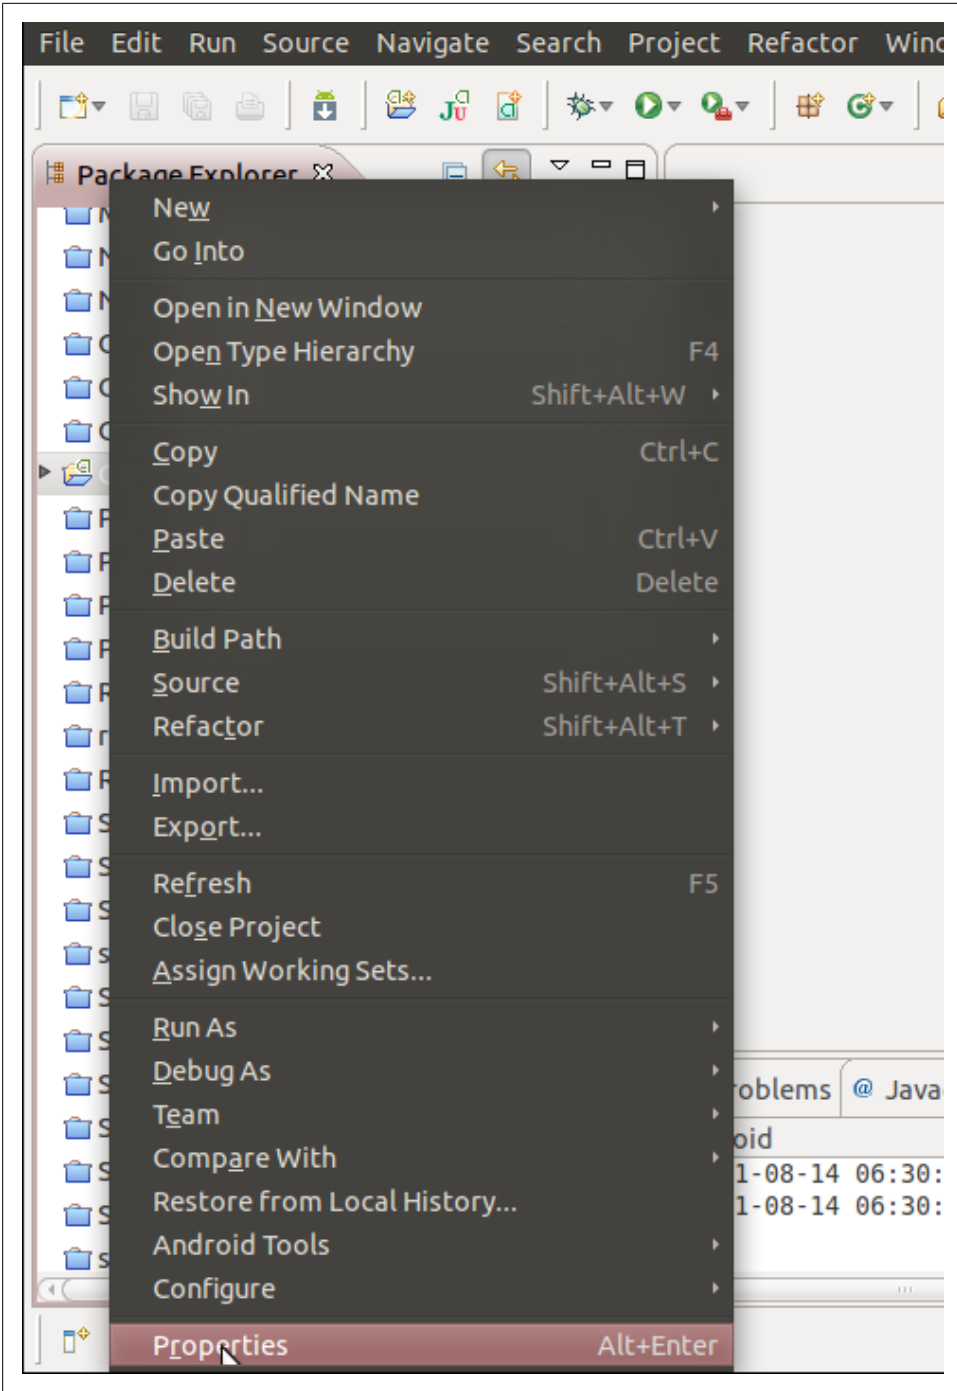 File Edit Run Source Navigate Search Project Refactor
Package Explorer
New
Go Into
Open in New Window
Open Type Hierarchy F4
Show In Shift+Alt+W
Copy Ctrl+C
Copy Qualified Name
Paste Ctrl+V
Delete Delete
Build Path
Source Shift+Alt+S
Refactor Shift+Alt+T
Import...
Export...
Refresh F5
Close Project
Assign Working Sets...
Run As
Debug As
Team
Compare With
Restore from Local History...
Android Tools
Configure
Properties Alt+Enter
oblems @ Java
oid
1-08-14 06:30:
1-08-14 06:30: